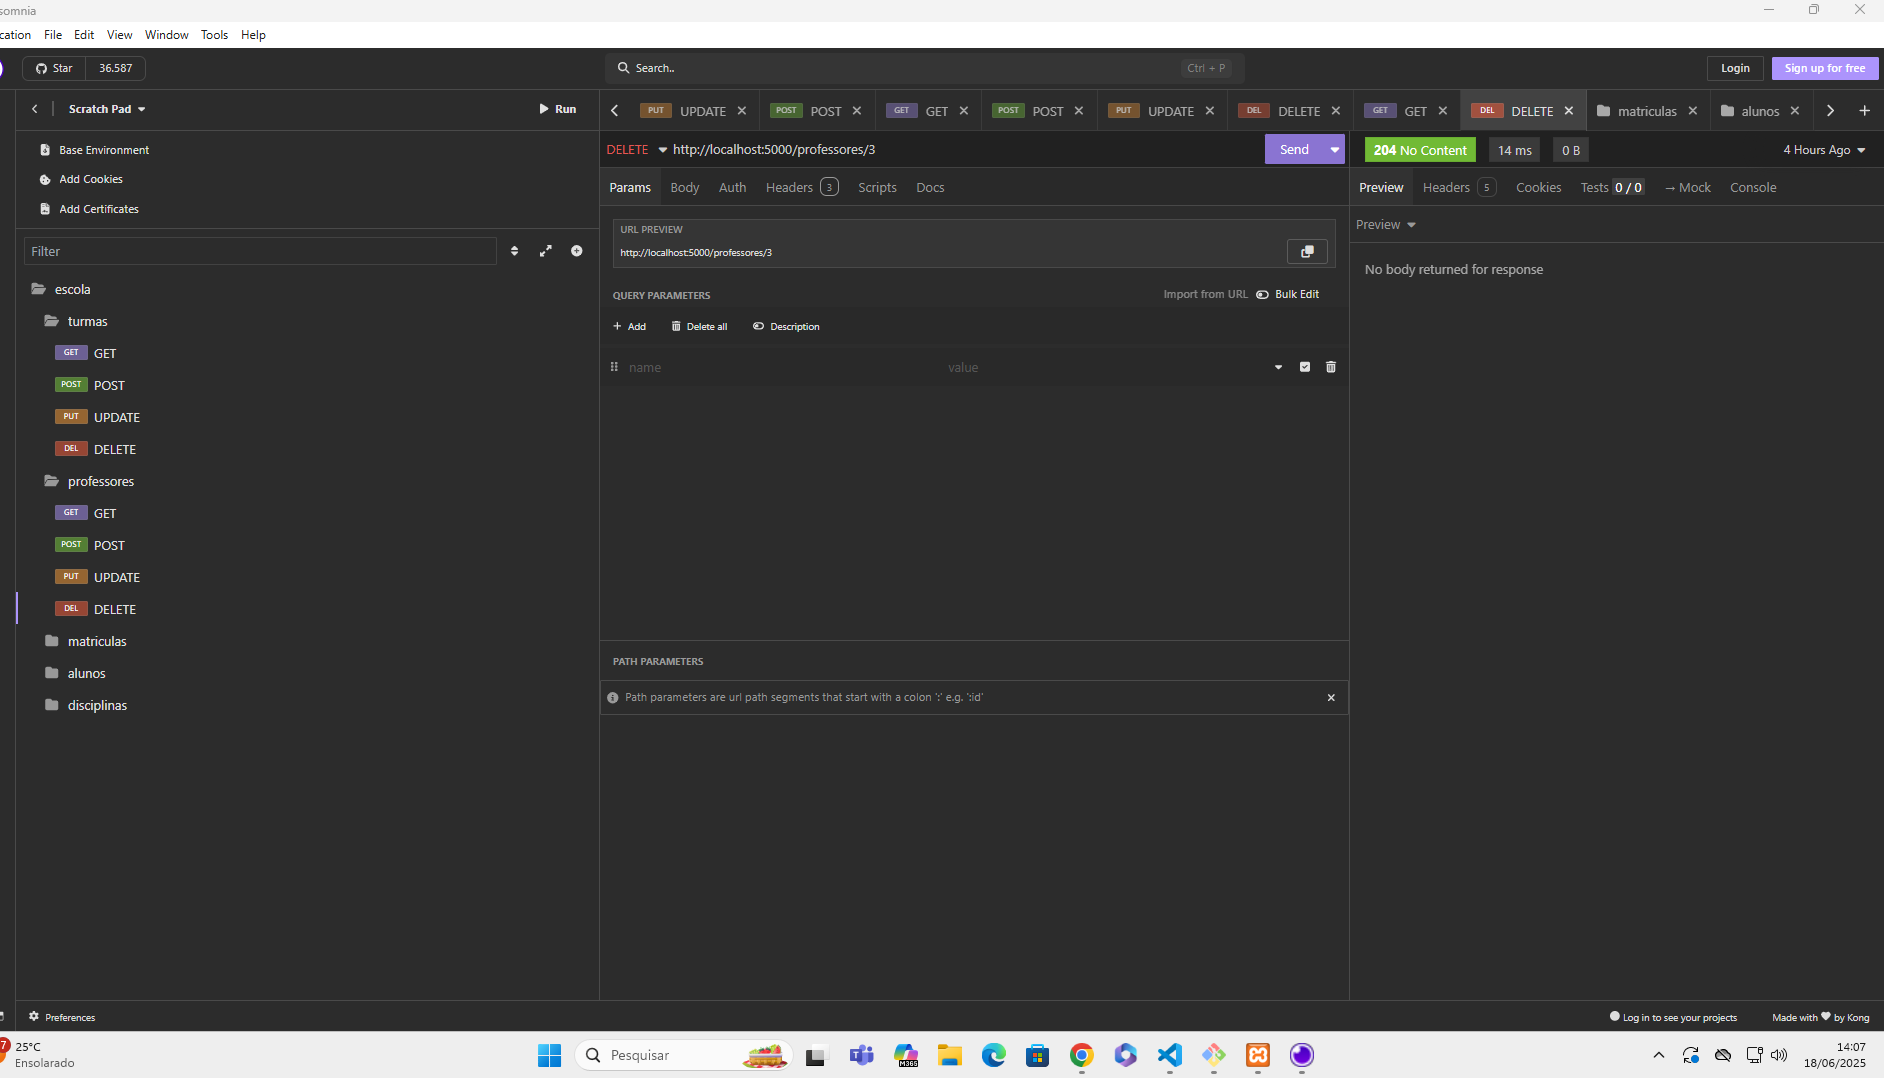 somnia
cation File Edit View Window Tools Help
Star 36.587 Search.. Ctrl + P Login Sign up for free
Scratch Pad Run
PUT UPDATE POST POST GET GET POST POST PUT UPDATE DEL DELETE GET GET DEL DELETE matriculas alunos
Base Environment
Add Cookies
Add Certificates
Filter
escola
turmas
GET GET
POST POST
PUT UPDATE
DEL DELETE
professores
GET GET
POST POST
PUT UPDATE
DEL DELETE
matriculas
alunos
disciplinas
DELETE http://localhost:5000/professores/3 Send
Params Body Auth Headers 3 Scripts Docs
URL PREVIEW
http://localhost:5000/professores/3
QUERY PARAMETERS Import from URL Bulk Edit
+ Add Delete all Description
name value
PATH PARAMETERS
Path parameters are url path segments that start with a colon ':' e.g. ':id'
204 No Content 14 ms 0 B 4 Hours Ago
Preview Headers 5 Cookies Tests 0 / 0 → Mock Console
Preview
No body returned for response
Preferences Log in to see your projects Made with ♥ by Kong
7 25°C
Ensolarado
Pesquisar
M365
14:07
18/06/2025